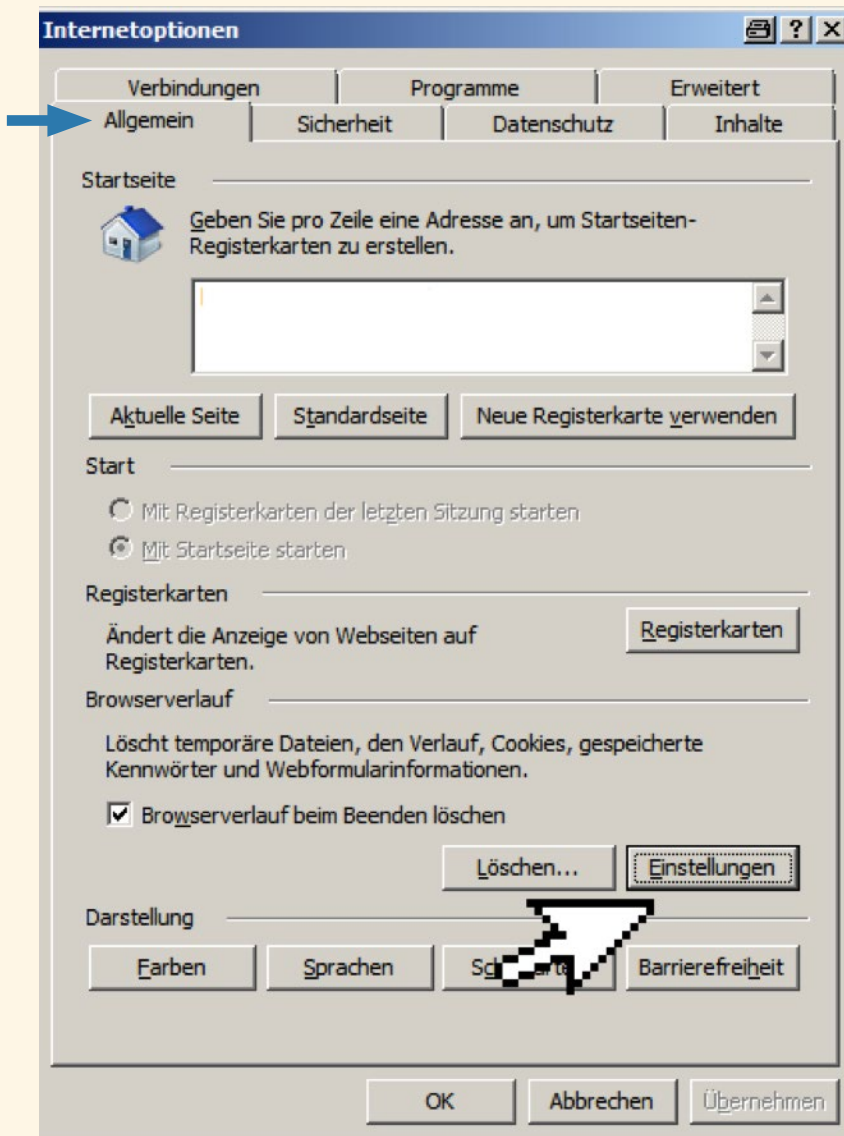 Internetoptionen
Verbindungen Programme Erweitert
Allgemein Sicherheit Datenschutz Inhalte
Startseite
Geben Sie pro Zeile eine Adresse an, um Startseiten-
Registerkarten zu erstellen.
Aktuelle Seite Standardseite Neue Registerkarte verwenden
Start
Mit Registerkarten der letzten Sitzung starten
Mit Startseite starten
Registerkarten
Ändert die Anzeige von Webseiten auf
Registerkarten.
Registerkarten
Browserverlauf
Löscht temporäre Dateien, den Verlauf, Cookies, gespeicherte
Kennwörter und Webformularinformationen.
Browserverlauf beim Beenden löschen
Löschen... Einstellungen
Darstellung
Farben Sprachen Barrierefreiheit
OK Abbrechen Übernehmen